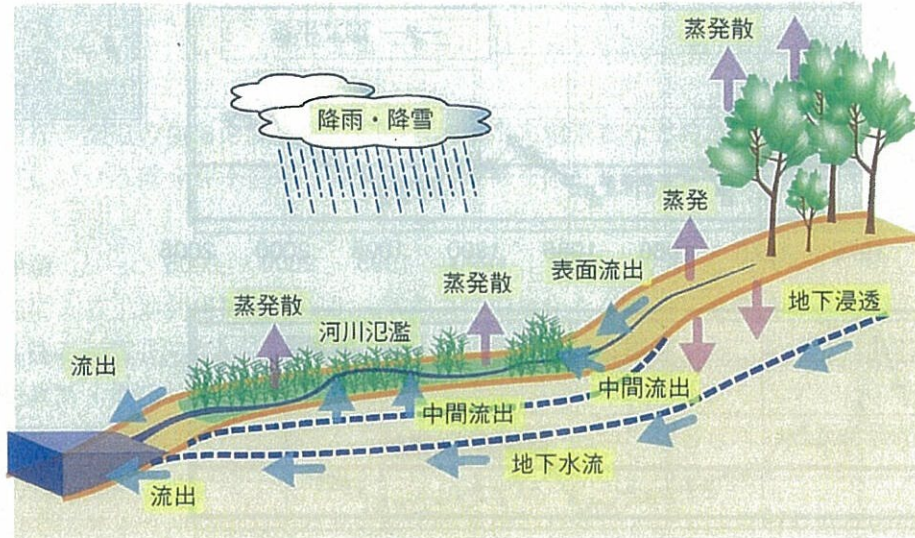 蒸発散
降雨・降雪
蒸発
表面流出
蒸発散
蒸発散
地下浸透
河川氾濫
流出
中間流出
中間流出
地下水流
流出